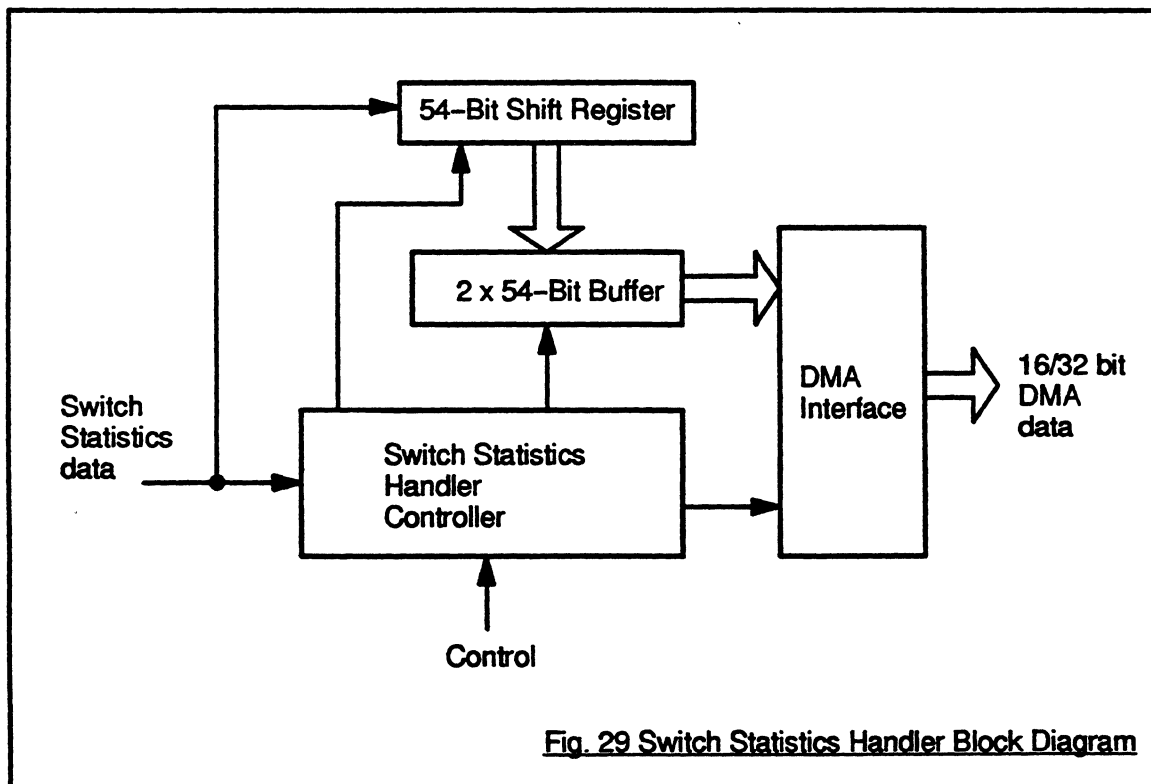 54-Bit Shift Register
2 x 54-Bit Buffer
DMA
Interface
16/32 bit
DMA
data
Switch
Statistics
data
Switch Statistics
Handler
Controller
Control
Fig. 29 Switch Statistics Handler Block Diagram